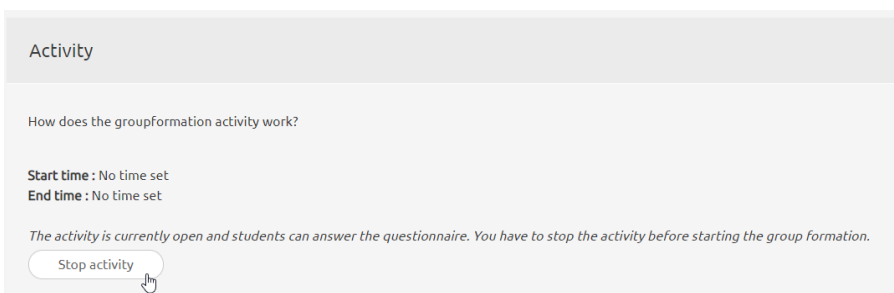 Activity
How does the groupformation activity work?
Start time : No time set
End time : No time set
The activity is currently open and students can answer the questionnaire. You have to stop the activity before starting the group formation.
Stop activity